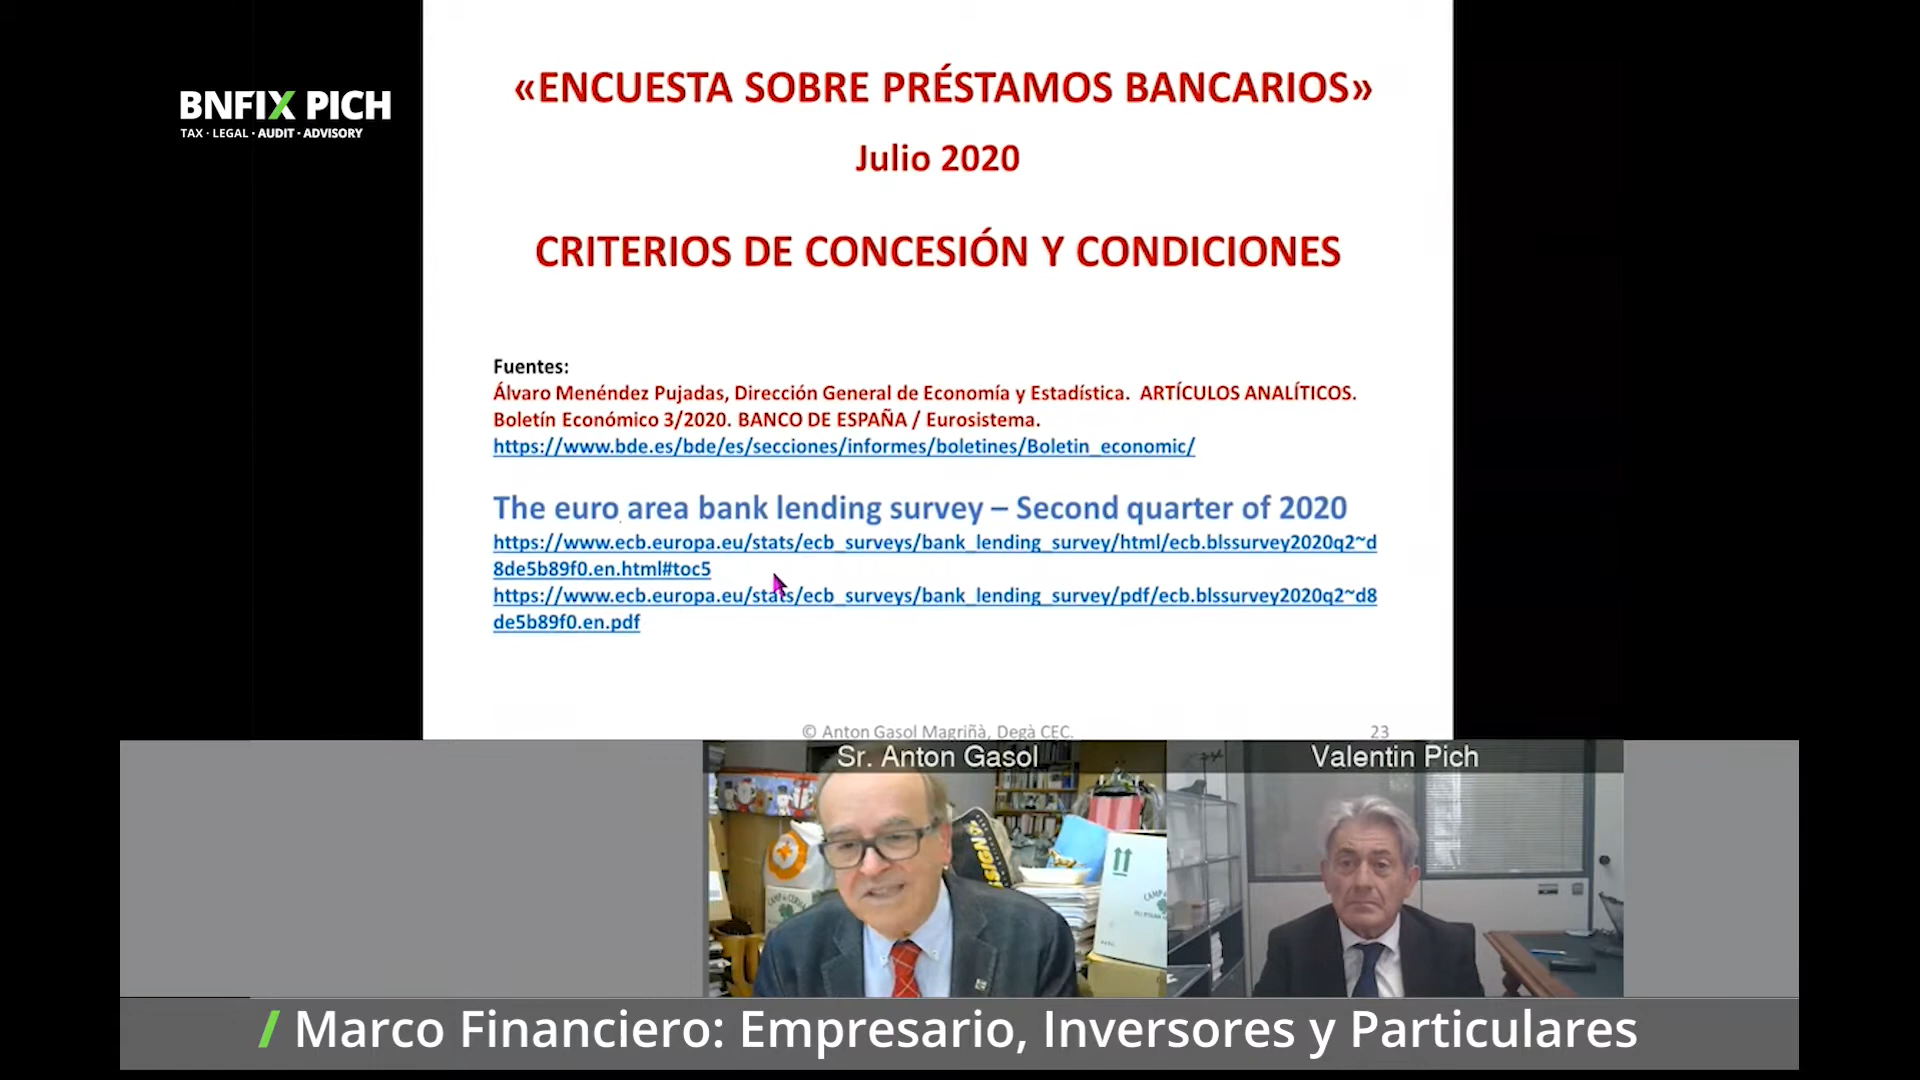 BNFIX PICH
TAX · LEGAL · AUDIT · ADVISORY
«ENCUESTA SOBRE PRÉSTAMOS BANCARIOS»
Julio 2020
CRITERIOS DE CONCESIÓN Y CONDICIONES
Fuentes:
Álvaro Menéndez Pujadas, Dirección General de Economía y Estadística. ARTÍCULOS ANALÍTICOS.
Boletín Económico 3/2020. BANCO DE ESPAÑA / Eurosistema.
https://www.bde.es/bde/es/secciones/informes/boletines/Boletin_economic/
The euro area bank lending survey – Second quarter of 2020
https://www.ecb.europa.eu/stats/ecb_surveys/bank_lending_survey/html/ecb.blssurvey2020q2~d
8de5b89f0.en.html#toc5
https://www.ecb.europa.eu/stats/ecb_surveys/bank_lending_survey/pdf/ecb.blssurvey2020q2~d8
de5b89f0.en.pdf
© Anton Gasol Magriñà, Degà CEC.
23
Sr. Anton Gasol
Valentin Pich
/ Marco Financiero: Empresario, Inversores y Particulares